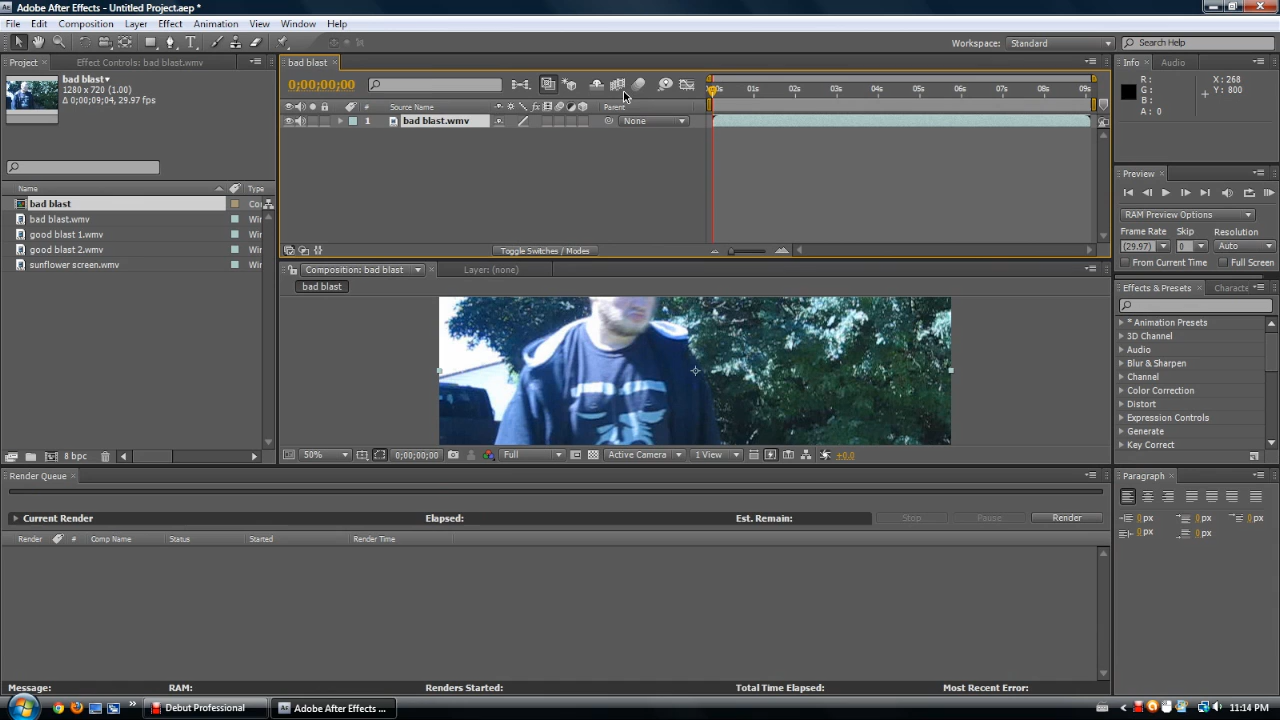 Adobe After Effects - Untitled Project.aep *
File Edit Composition Layer Effect Animation View Window Help
Workspace: Standard Search Help
Project Effect Controls: bad blast.wmv
bad blast
1280 x 720 (1.00)
Δ 0;00;09;04, 29.97 fps
Name Type
bad blast Co
bad blast.wmv Wi
good blast 1.wmv Wi
good blast 2.wmv Wi
sunflower screen.wmv Wi
8 bpc
bad blast
0;00;00;00
# Source Name Parent
1 bad blast.wmv None
01s 02s 03s 04s 05s 06s 07s 08s 09s
Toggle Switches / Modes
Composition: bad blast Layer: (none)
bad blast
50% 0;00;00;00 Full Active Camera 1 View +0.0
Info Audio
R: X: 268
G: Y: 800
B:
A: 0
Preview
RAM Preview Options
Frame Rate Skip Resolution
(29.97) 0 Auto
From Current Time Full Screen
Effects & Presets Characte
* Animation Presets
3D Channel
Audio
Blur & Sharpen
Channel
Color Correction
Distort
Expression Controls
Generate
Key Correct
Paragraph
0 px 0 px 0 px
0 px 0 px
Render Queue
Current Render Elapsed: Est. Remain: Stop Pause Render
Render # Comp Name Status Started Render Time
Message: RAM: Renders Started: Total Time Elapsed: Most Recent Error:
Debut Professional Adobe After Effects ... 11:14 PM